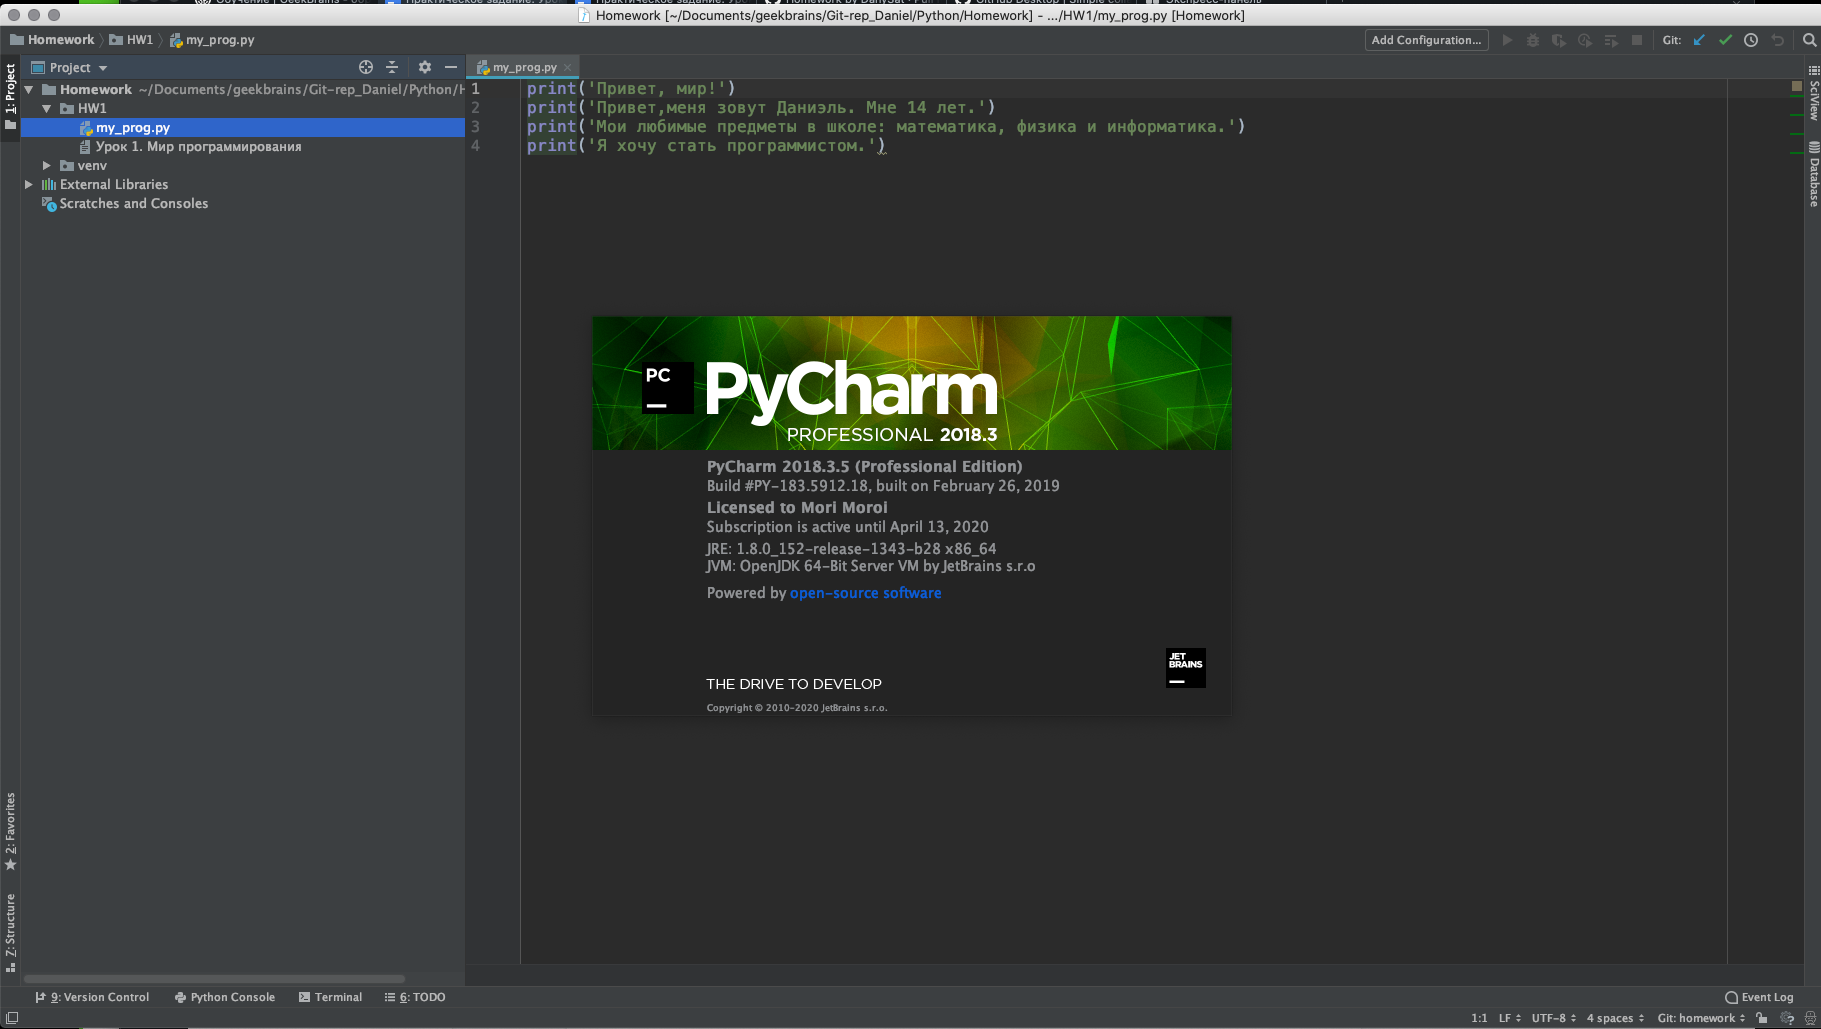 Homework [~/Documents/geekbrains/Git-rep_Daniel/Python/Homework] - .../HW1/my_prog.py [Homework]
Homework HW1 my_prog.py
Add Configuration...
Git:
1: Project
Project
my_prog.py
Homework ~/Documents/geekbrains/Git-rep_Daniel/Python/H
HW1
my_prog.py
Урок 1. Мир программирования
venv
External Libraries
Scratches and Consoles
1 print('Привет, мир!')
2 print('Привет,меня зовут Даниэль. Мне 14 лет.')
3 print('Мои любимые предметы в школе: математика, физика и информатика.')
4 print('Я хочу стать программистом.')
SciView
Database
PC
PyCharm
PROFESSIONAL 2018.3
PyCharm 2018.3.5 (Professional Edition)
Build #PY-183.5912.18, built on February 26, 2019
Licensed to Mori Moroi
Subscription is active until April 13, 2020
JRE: 1.8.0_152-release-1343-b28 x86_64
JVM: OpenJDK 64-Bit Server VM by JetBrains s.r.o
Powered by open-source software
JET
BRAINS
THE DRIVE TO DEVELOP
Copyright © 2010-2020 JetBrains s.r.o.
2: Favorites
Z: Structure
9: Version Control Python Console Terminal 6: TODO
Event Log
1:1 LF UTF-8 4 spaces Git: homework